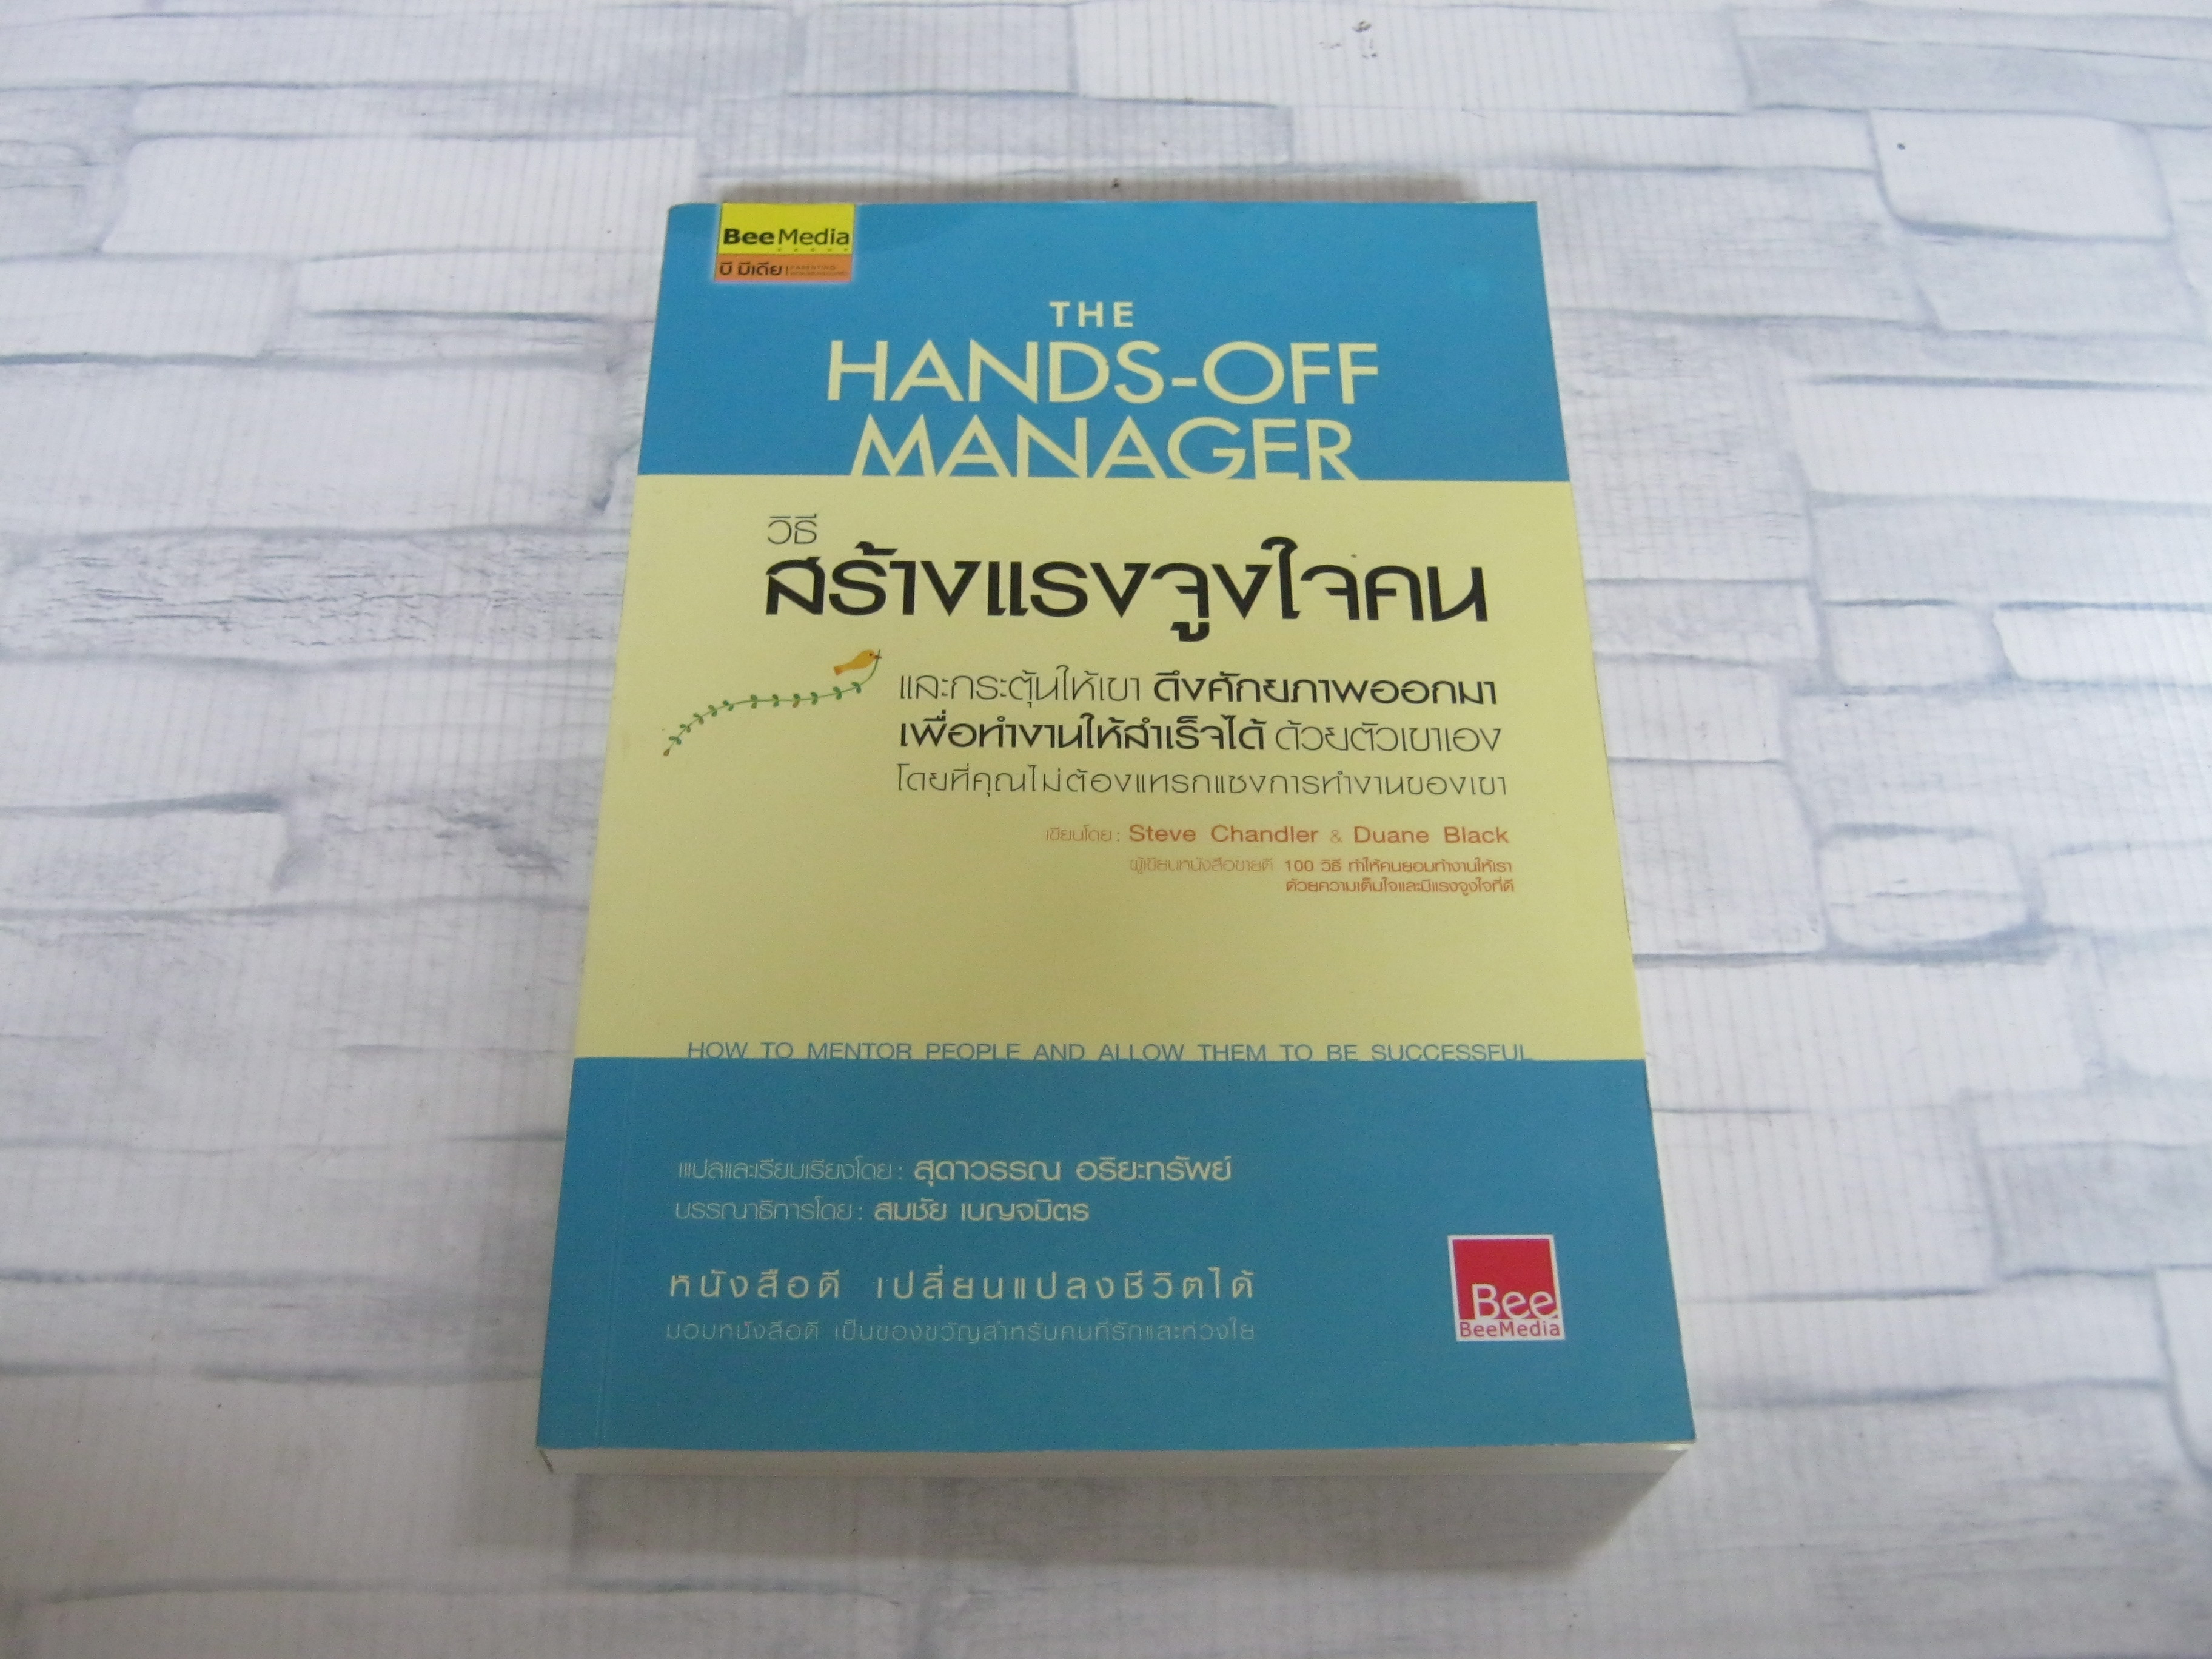 BeeMedia
บี มีเดีย
THE
HANDS-OFF
MANAGER
วิธี
สร้างแรงจูงใจคน
และกระตุ้นให้เขา ดึงศักยภาพออกมา
เพื่อทำงานให้สำเร็จได้ ด้วยตัวเขาเอง
โดยที่คุณไม่ต้องแทรกแซงการทำงานของเขา
เขียนโดย : Steve Chandler & Duane Black
ผู้เขียนหนังสือขายดี 100 วิธี ทำให้คนยอมทำงานให้เรา
ด้วยความเต็มใจและมีแรงจูงใจที่ดี
HOW TO MENTOR PEOPLE AND ALLOW THEM TO BE SUCCESSFUL
แปลและเรียบเรียงโดย : สุดาวรรณ อริยะทรัพย์
บรรณาธิการโดย : สมชัย เบญจมิตร
หนังสือดี เปลี่ยนแปลงชีวิตได้
มอบหนังสือดี เป็นของขวัญสำหรับคนที่รักและห่วงใย
Bee
BeeMedia